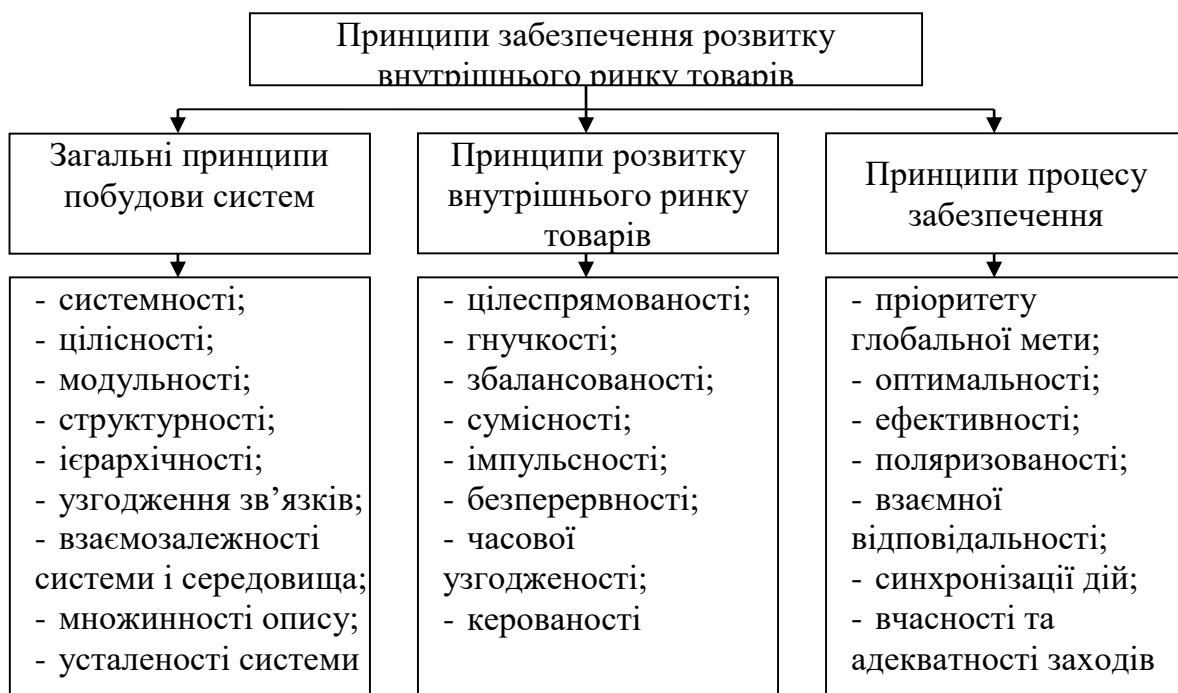 Принципи забезпечення розвитку
внутрішнього ринку товарів
Загальні принципи
побудови систем
Принципи розвитку
внутрішнього ринку
товарів
Принципи процесу
забезпечення
- системності;
- цілісності;
- модульності;
- структурності;
- ієрархічності;
- узгодження зв’язків;
- взаємозалежності
системи і середовища;
- множинності опису;
- усталеності системи
- цілеспрямованості;
- гнучкості;
- збалансованості;
- сумісності;
- імпульсності;
- безперервності;
- часової
узгодженості;
- керованості
- пріоритету
глобальної мети;
- оптимальності;
- ефективності;
- поляризованості;
- взаємної
відповідальності;
- синхронізації дій;
- вчасності та
адекватності заходів